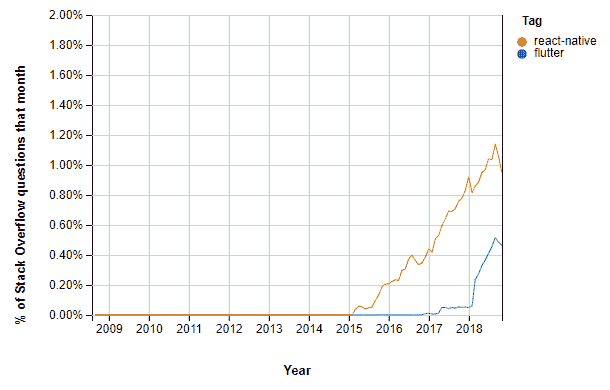 2.00%
1.80%
1.60%
1.40%
1.20%
1.00%
0.80%
0.60%
0.40%
0.20%
0.00%
% of Stack Overflow questions that month
2009 2010 2011 2012 2013 2014 2015 2016 2017 2018
Year
Tag
react-native
flutter